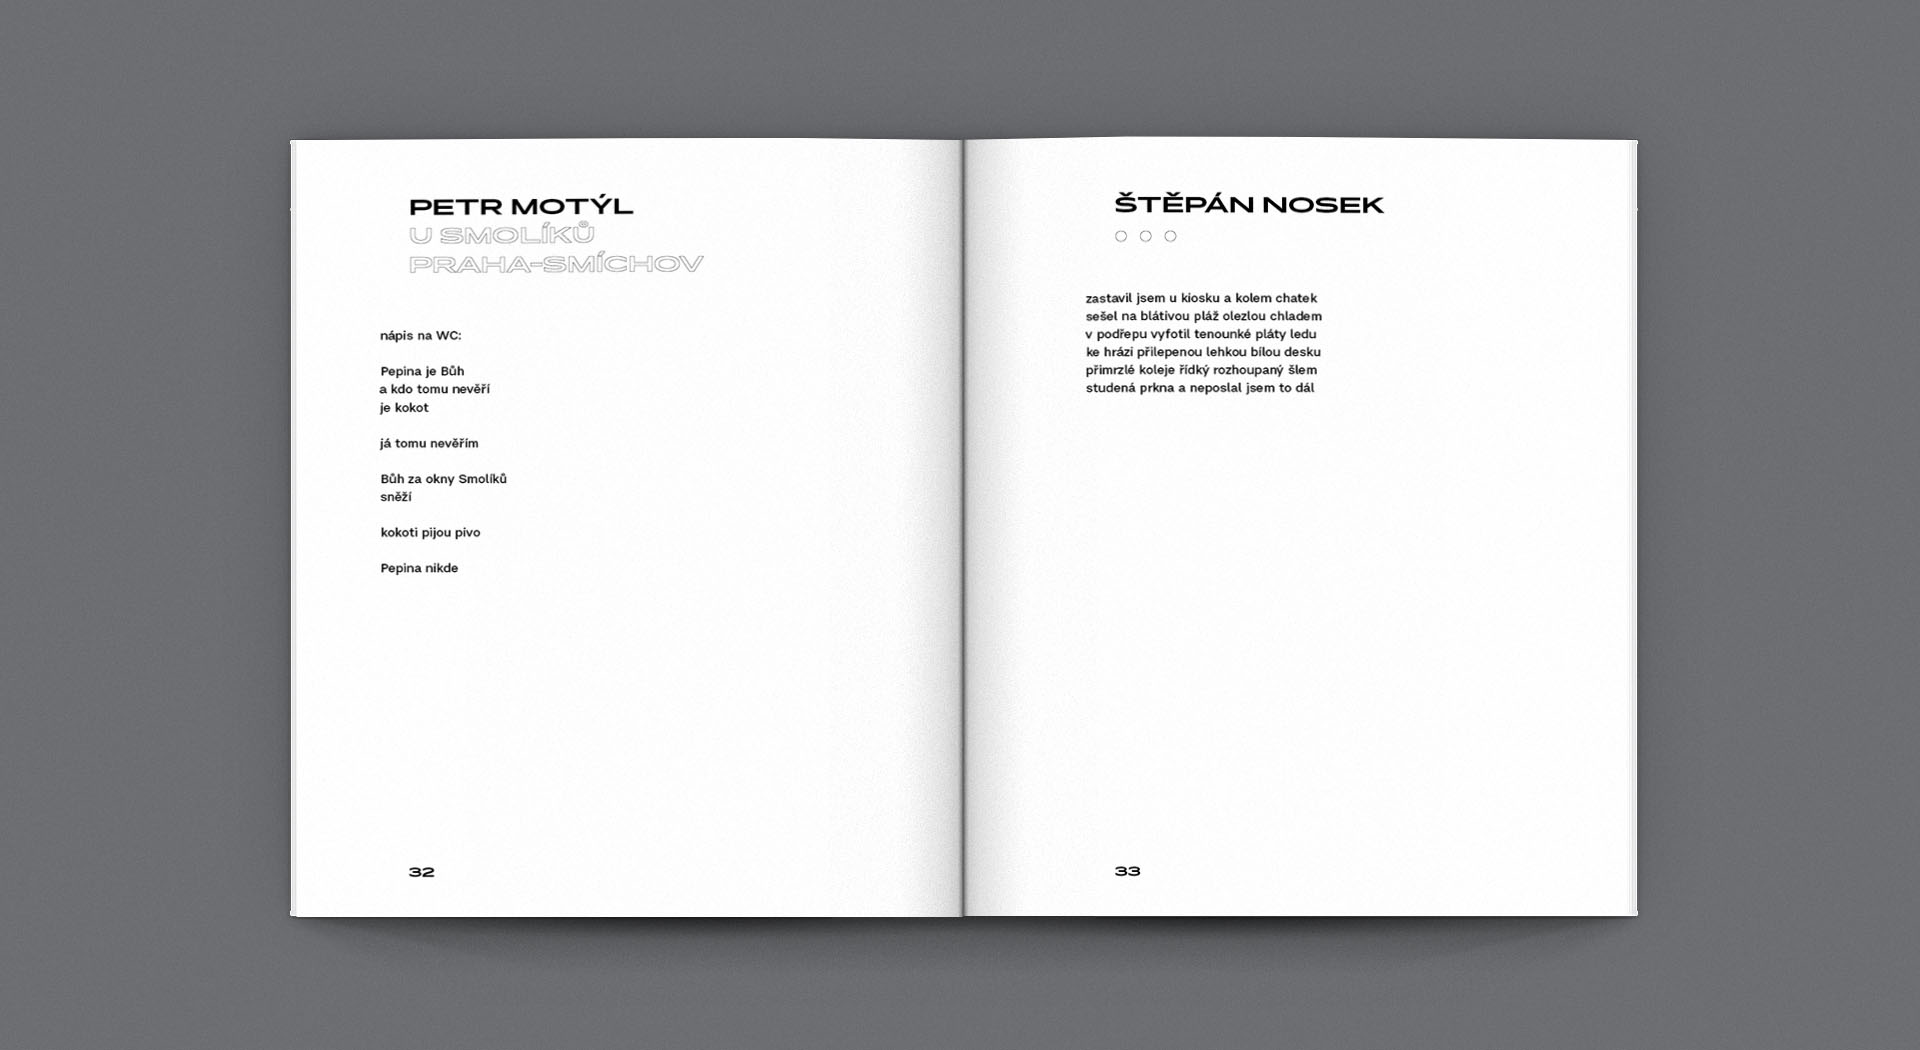 PETR MOTÝL
U SMOLÍKŮ
PRAHA-SMÍCHOV
nápis na WC:
Pepina je Bůh
a kdo tomu nevěří
je kokot
já tomu nevěřím
Bůh za okny Smolíků
sněží
kokoti pijou pivo
Pepina nikde
32
ŠTĚPÁN NOSEK
○ ○ ○
zastavil jsem u kiosku a kolem chatek
sešel na blátivou pláž olezlou chladem
v podřepu vyfotil tenounké pláty ledu
ke hrázi přilepenou lehkou bílou desku
přimrzlé koleje řídký rozhoupaný šlem
studená prkna a neposlal jsem to dál
33